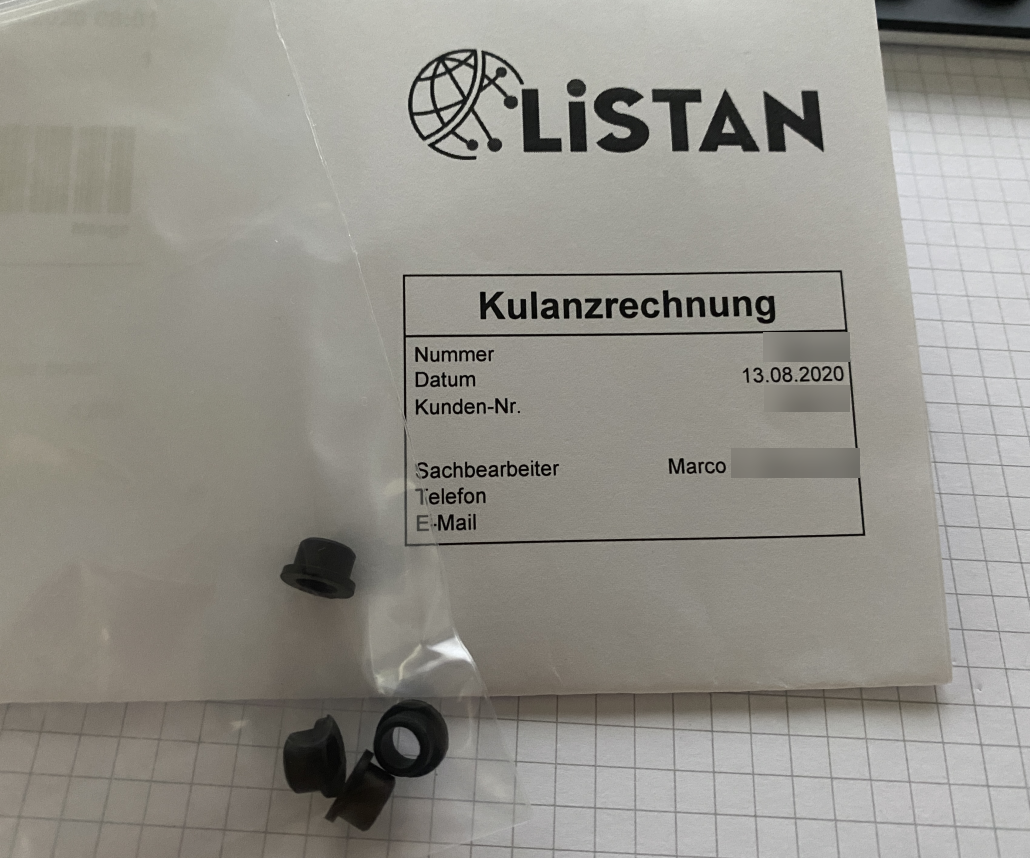 LiSTAN
Kulanzrechnung
Nummer
Datum 13.08.2020
Kunden-Nr.
Sachbearbeiter Marco
Telefon
E-Mail